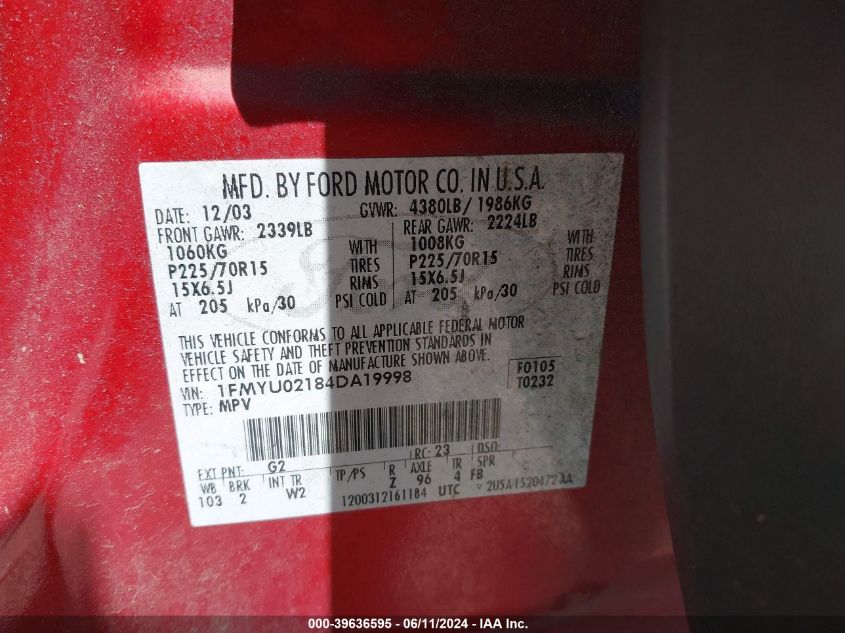 MFD. BY FORD MOTOR CO. IN U.S.A.
DATE: 12/03 GVWR: 4380LB/ 1986KG
FRONT GAWR: 2339LB REAR GAWR: 2224LB
1060KG WITH 1008KG WITH
P225/70R15 TIRES P225/70R15 TIRES
15X6.5J RIMS 15X6.5J RIMS
AT 205 kPa/30 PSI COLD AT 205 kPa/30 PSI COLD
Ford
THIS VEHICLE CONFORMS TO ALL APPLICABLE FEDERAL MOTOR
VEHICLE SAFETY AND THEFT PREVENTION STANDARDS IN
EFFECT ON THE DATE OF MANUFACTURE SHOWN ABOVE.
VIN: 1FMYU02184DA19998 F0105
TYPE: MPV T0232
EXT PNT: G2 RC: 23 DSO:
WB BRK INT TR TP/PS R AXLE TR SPR
103 2 W2 Z 96 4 FB
1200312161184 UTC 2U5A-1520472-AA
000-39636595 - 06/11/2024 - IAA Inc.